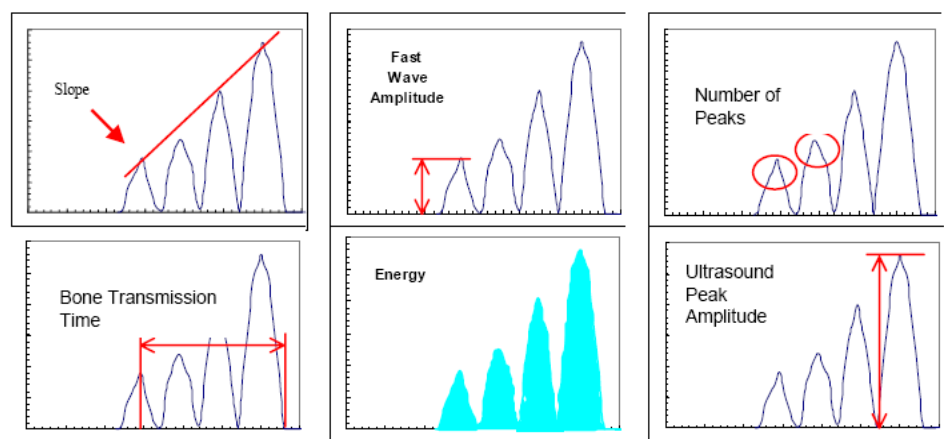 Slope
Fast
Wave
Amplitude
Number of
Peaks
Bone Transmission
Time
Energy
Ultrasound
Peak
Amplitude